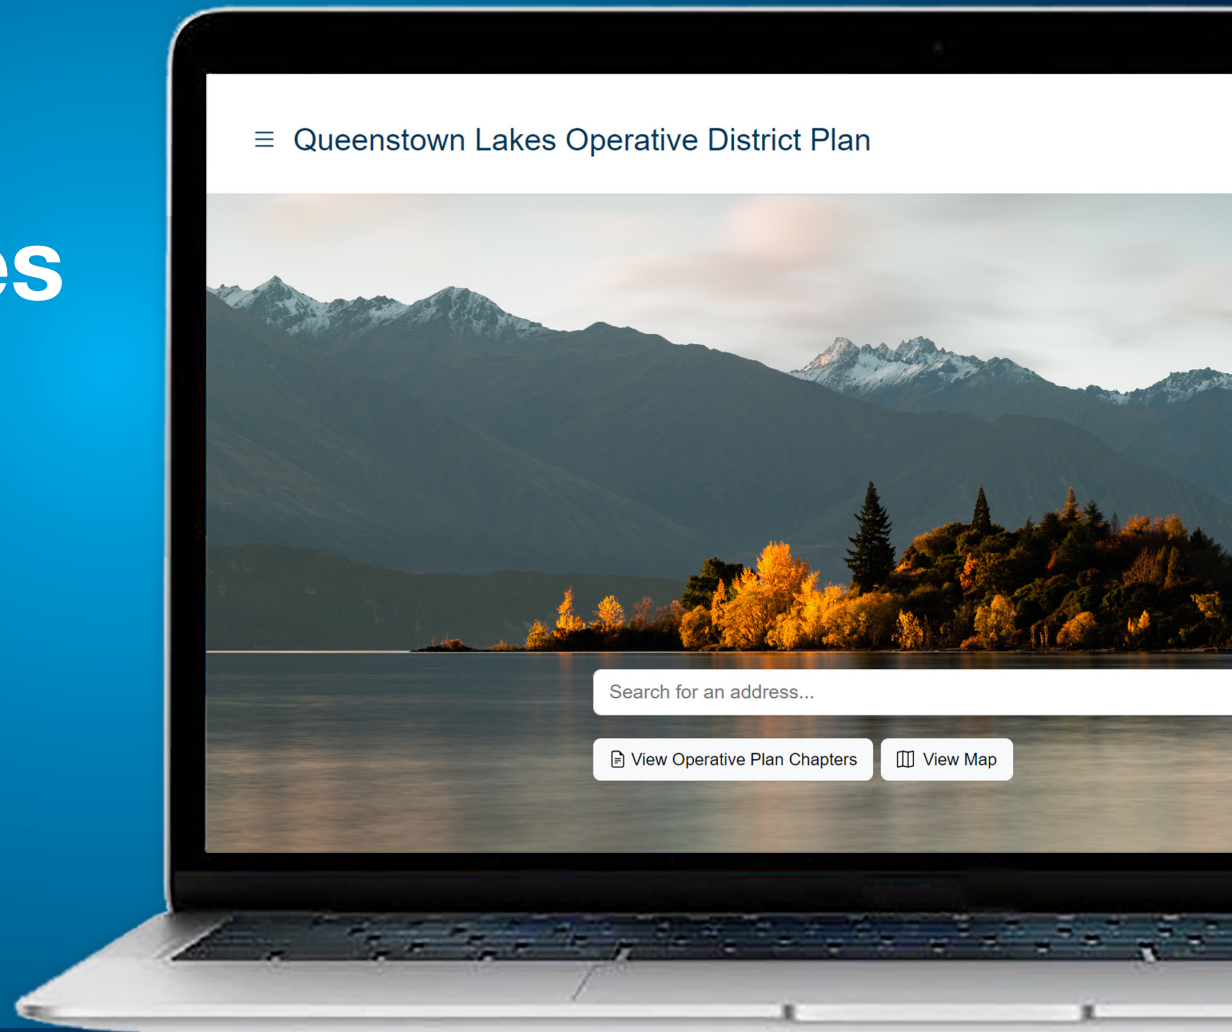 Queenstown Lakes Operative District Plan
Search for an address...
View Operative Plan Chapters
View Map